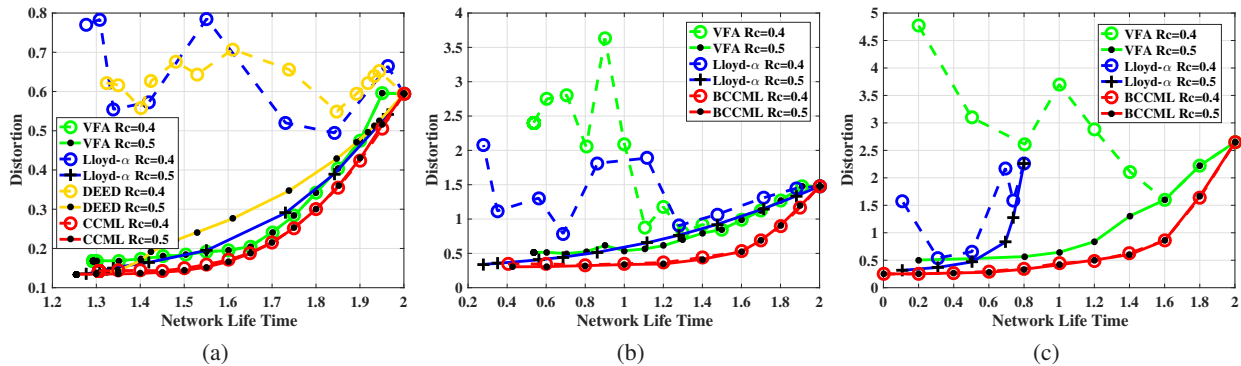 0.8
0.7
0.6
0.5
0.4
0.3
0.2
0.1
Distortion
1.2 1.3 1.4 1.5 1.6 1.7 1.8 1.9 2
Network Life Time
VFA Rc=0.4
VFA Rc=0.5
Lloyd-α Rc=0.4
Lloyd-α Rc=0.5
DEED Rc=0.4
DEED Rc=0.5
CCML Rc=0.4
CCML Rc=0.5
(a)
4
3.5
3
2.5
2
1.5
1
0.5
0
Distortion
0.2 0.4 0.6 0.8 1 1.2 1.4 1.6 1.8 2
Network Life Time
VFA Rc=0.4
VFA Rc=0.5
Lloyd-α Rc=0.4
Lloyd-α Rc=0.5
BCCML Rc=0.4
BCCML Rc=0.5
(b)
5
4.5
4
3.5
3
2.5
2
1.5
1
0.5
0
Distortion
0 0.2 0.4 0.6 0.8 1 1.2 1.4 1.6 1.8 2
Network Life Time
VFA Rc=0.4
VFA Rc=0.5
Lloyd-α Rc=0.4
Lloyd-α Rc=0.5
BCCML Rc=0.4
BCCML Rc=0.5
(c)